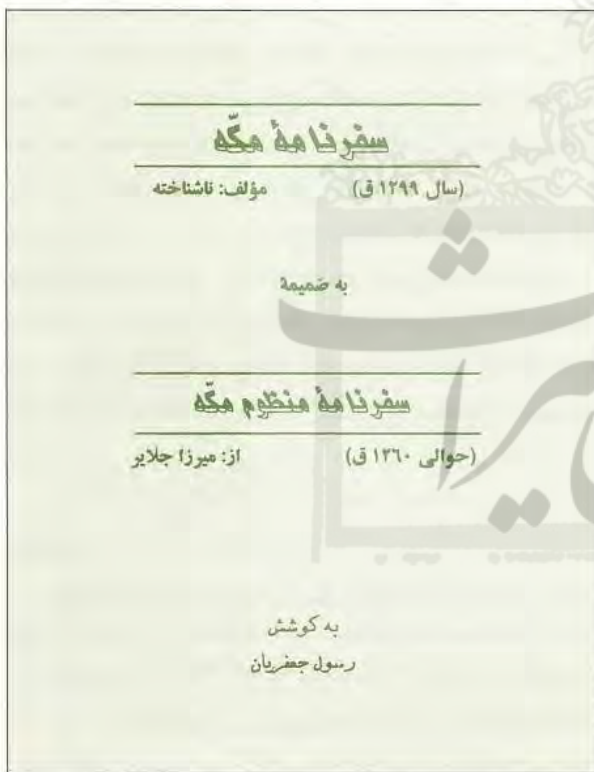 سفرنامهٔ مکّه
(سال ۱۲۹۹ ق) مؤلف: ناشناخته
به ضمیمهٔ
سفرنامهٔ منظوم مکّه
(حوالی ۱۲۶۰ ق) از: میرزا جلایر
به کوشش
رسول جعفریان